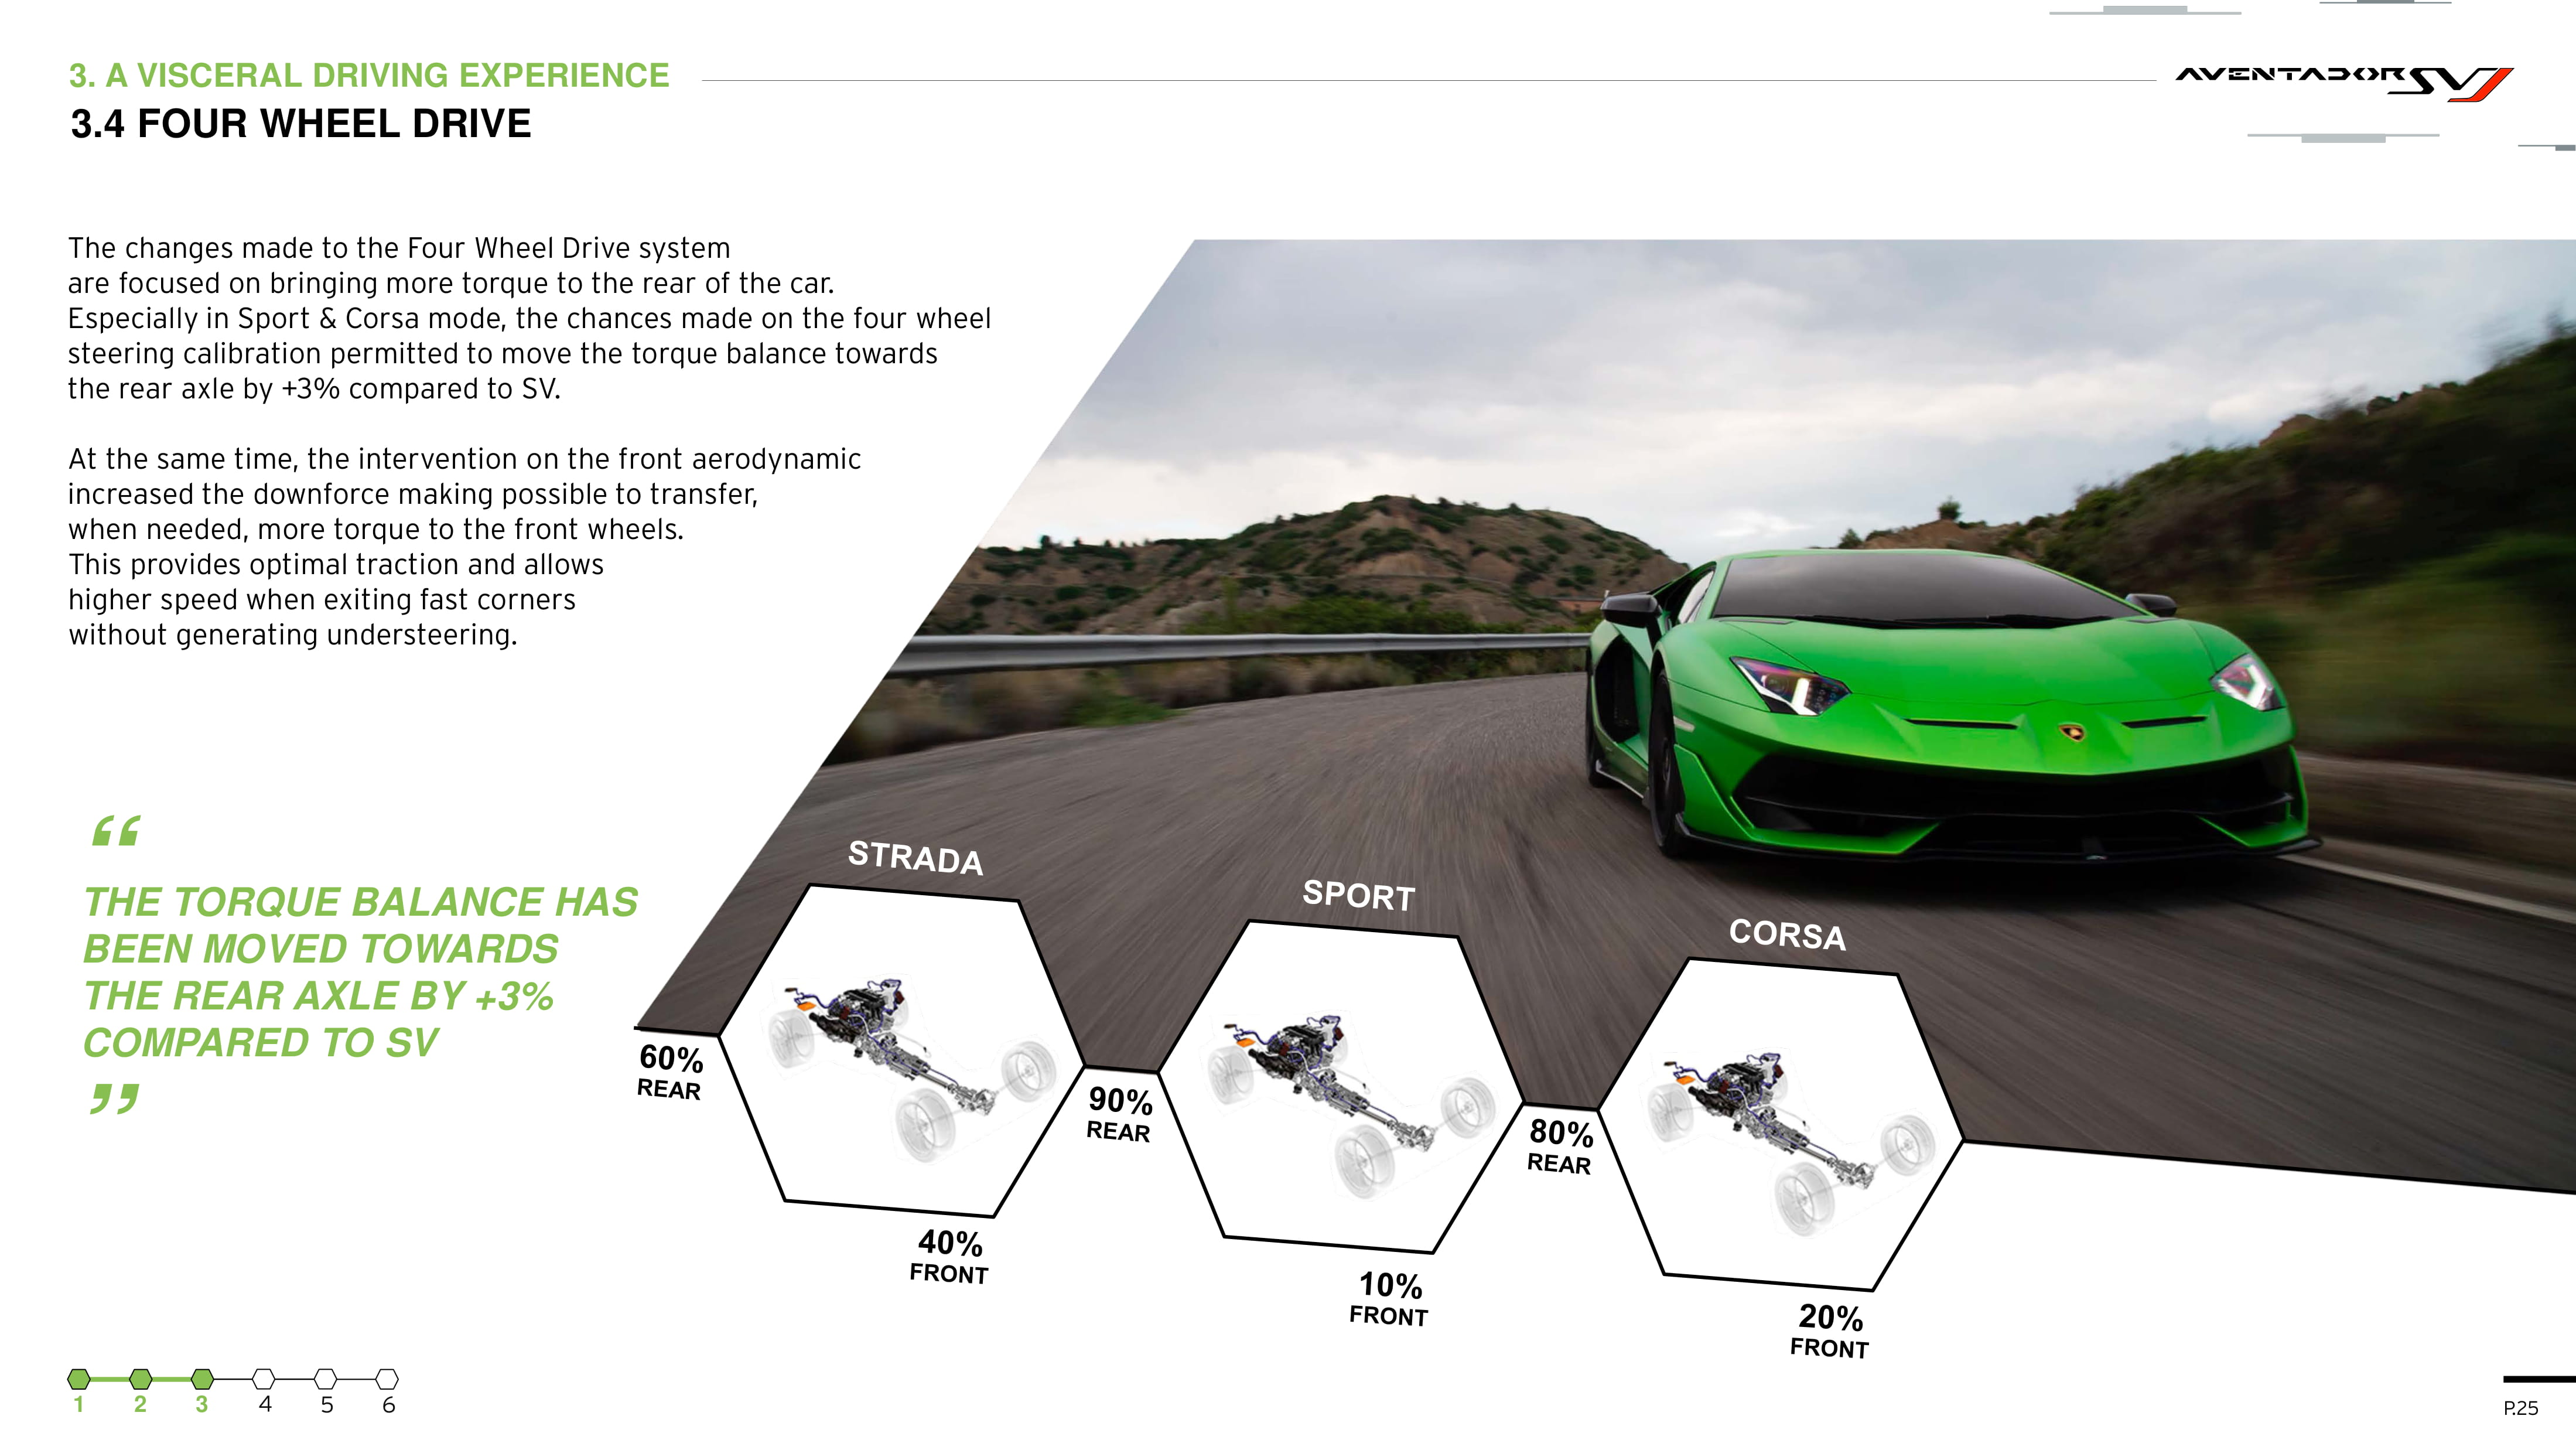 3. A VISCERAL DRIVING EXPERIENCE
3.4 FOUR WHEEL DRIVE
AVENTADOR SVJ
The changes made to the Four Wheel Drive system
are focused on bringing more torque to the rear of the car.
Especially in Sport & Corsa mode, the chances made on the four wheel
steering calibration permitted to move the torque balance towards
the rear axle by +3% compared to SV.
At the same time, the intervention on the front aerodynamic
increased the downforce making possible to transfer,
when needed, more torque to the front wheels.
This provides optimal traction and allows
higher speed when exiting fast corners
without generating understeering.
“
THE TORQUE BALANCE HAS
BEEN MOVED TOWARDS
THE REAR AXLE BY +3%
COMPARED TO SV
”
STRADA
60%
REAR
40%
FRONT
SPORT
90%
REAR
10%
FRONT
CORSA
80%
REAR
20%
FRONT
1 2 3 4 5 6
P.25